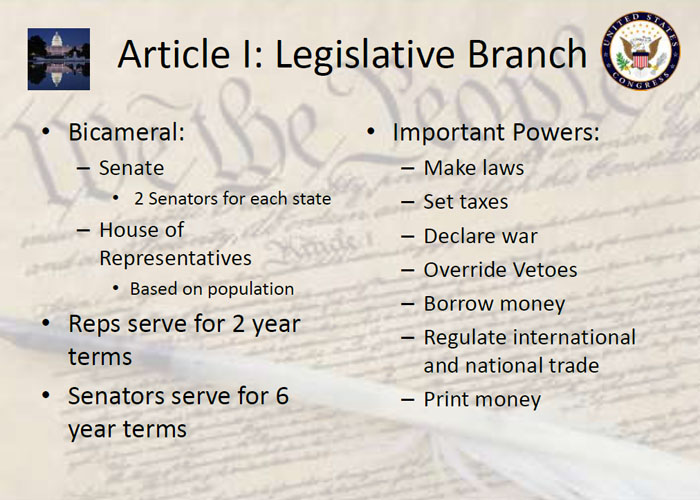 Article I: Legislative Branch
UNITED STATES
CONGRESS
We the People
• Bicameral:
– Senate
• 2 Senators for each state
– House of
Representatives
• Based on population
• Reps serve for 2 year
terms
• Senators serve for 6
year terms
• Important Powers:
– Make laws
– Set taxes
– Declare war
– Override Vetoes
– Borrow money
– Regulate international
and national trade
– Print money